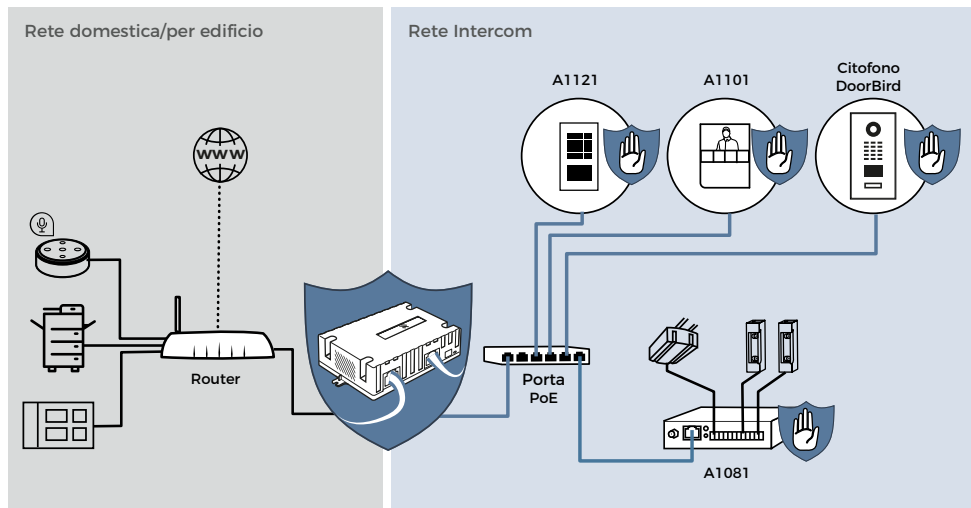 Rete domestica/per edificio
Rete Intercom
A1121
A1101
Citofono
DoorBird
www
Router
Porta
PoE
A1081